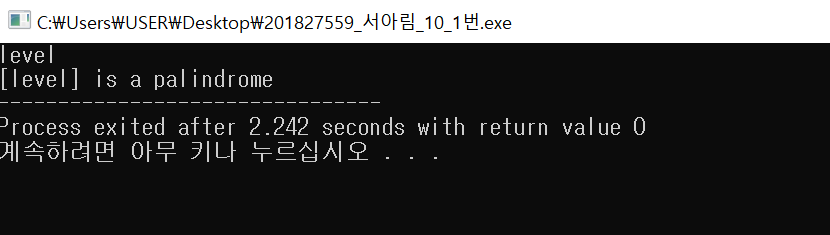 C:₩Users₩USER₩Desktop₩201827559_서아림_10_1번.exe
level
[level] is a palindrome
--------------------------------
Process exited after 2.242 seconds with return value 0
계속하려면 아무 키나 누르십시오 . . .